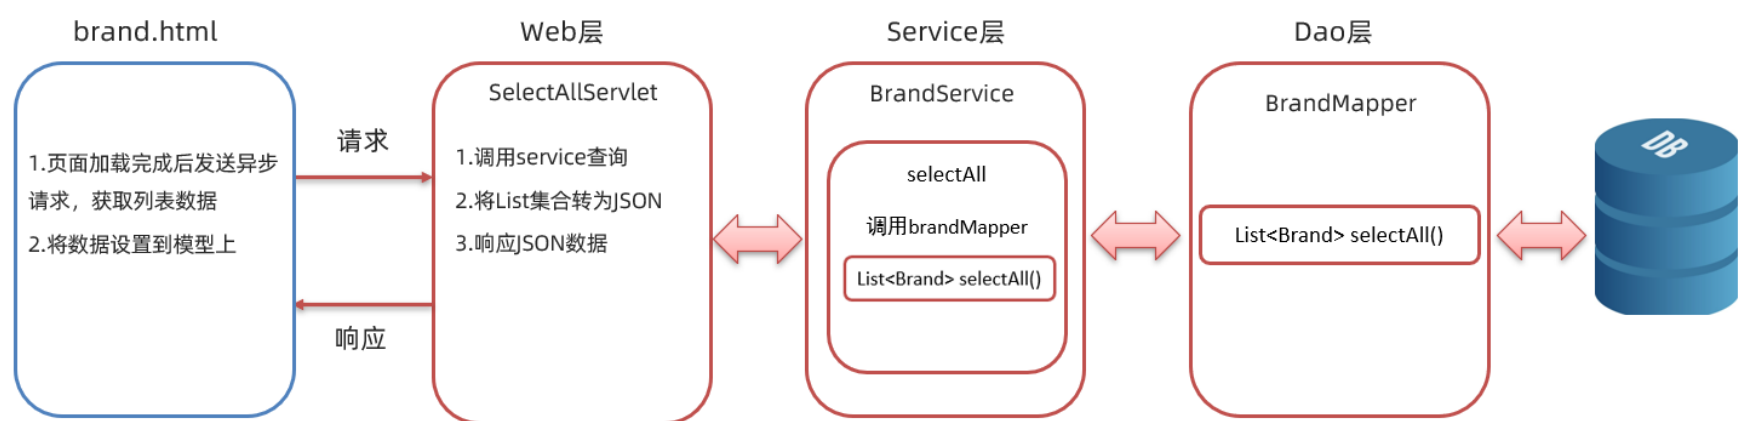 brand.html
1.页面加载完成后发送异步
请求，获取列表数据
2.将数据设置到模型上
请求
响应
Web层
SelectAllServlet
1.调用service查询
2.将List集合转为JSON
3.响应JSON数据
Service层
BrandService
selectAll
调用brandMapper
List<Brand> selectAll()
Dao层
BrandMapper
List<Brand> selectAll()
DB